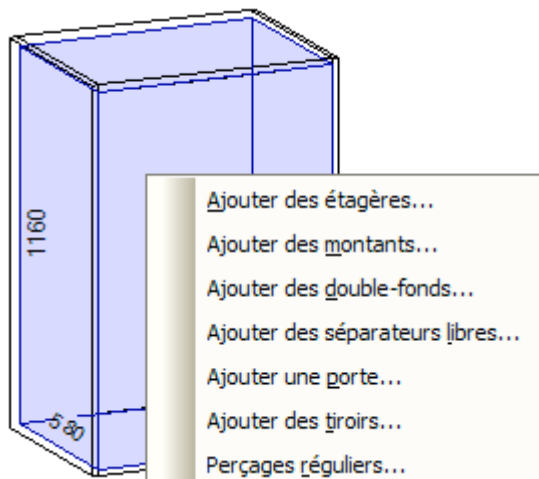 1160
580
Ajouter des étagères...
Ajouter des montants...
Ajouter des double-fonds...
Ajouter des séparateurs libres...
Ajouter une porte...
Ajouter des tiroirs...
Perçages réguliers...